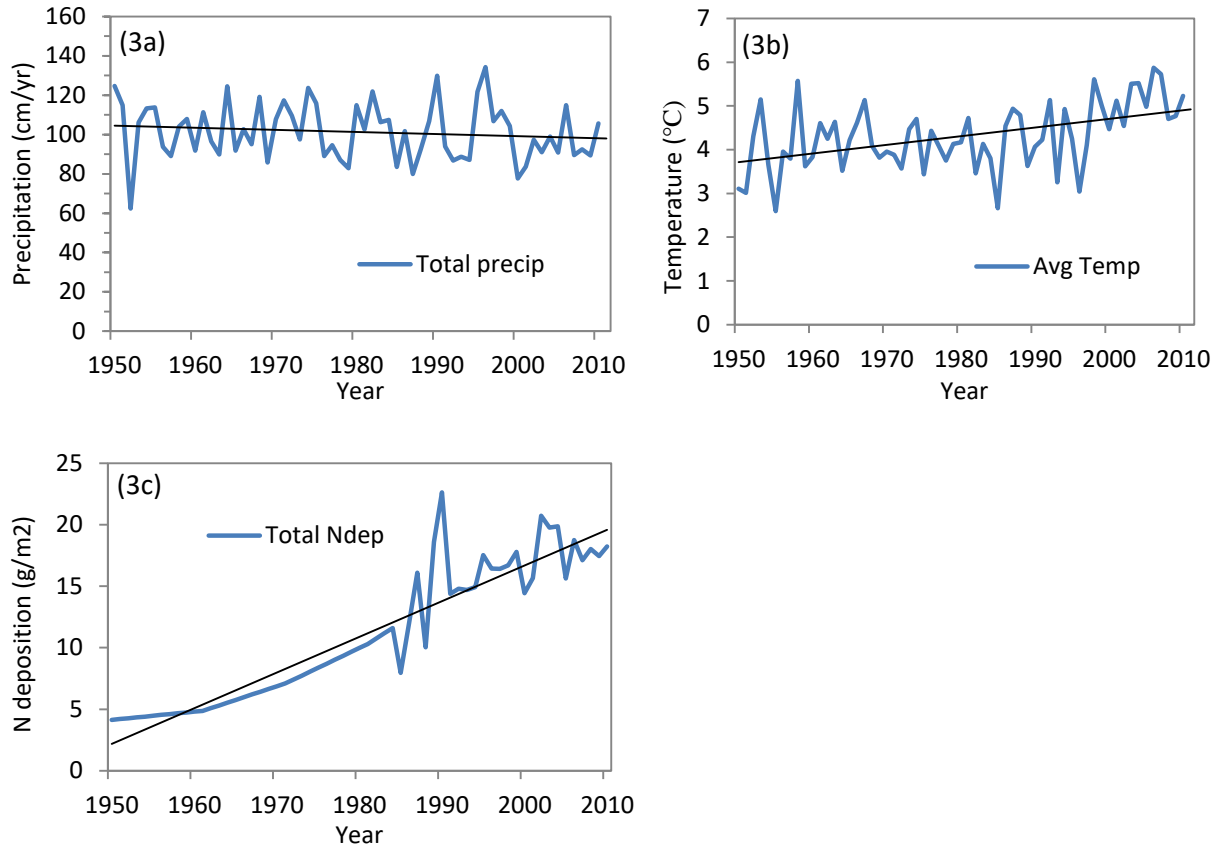 (3a)
Precipitation (cm/yr)
160
140
120
100
80
60
40
20
0
Total precip
1950 1960 1970 1980 1990 2000 2010
Year
(3b)
Temperature (°C)
7
6
5
4
3
2
1
0
Avg Temp
1950 1960 1970 1980 1990 2000 2010
Year
(3c)
N deposition (g/m2)
25
20
15
10
5
0
Total Ndep
1950 1960 1970 1980 1990 2000 2010
Year